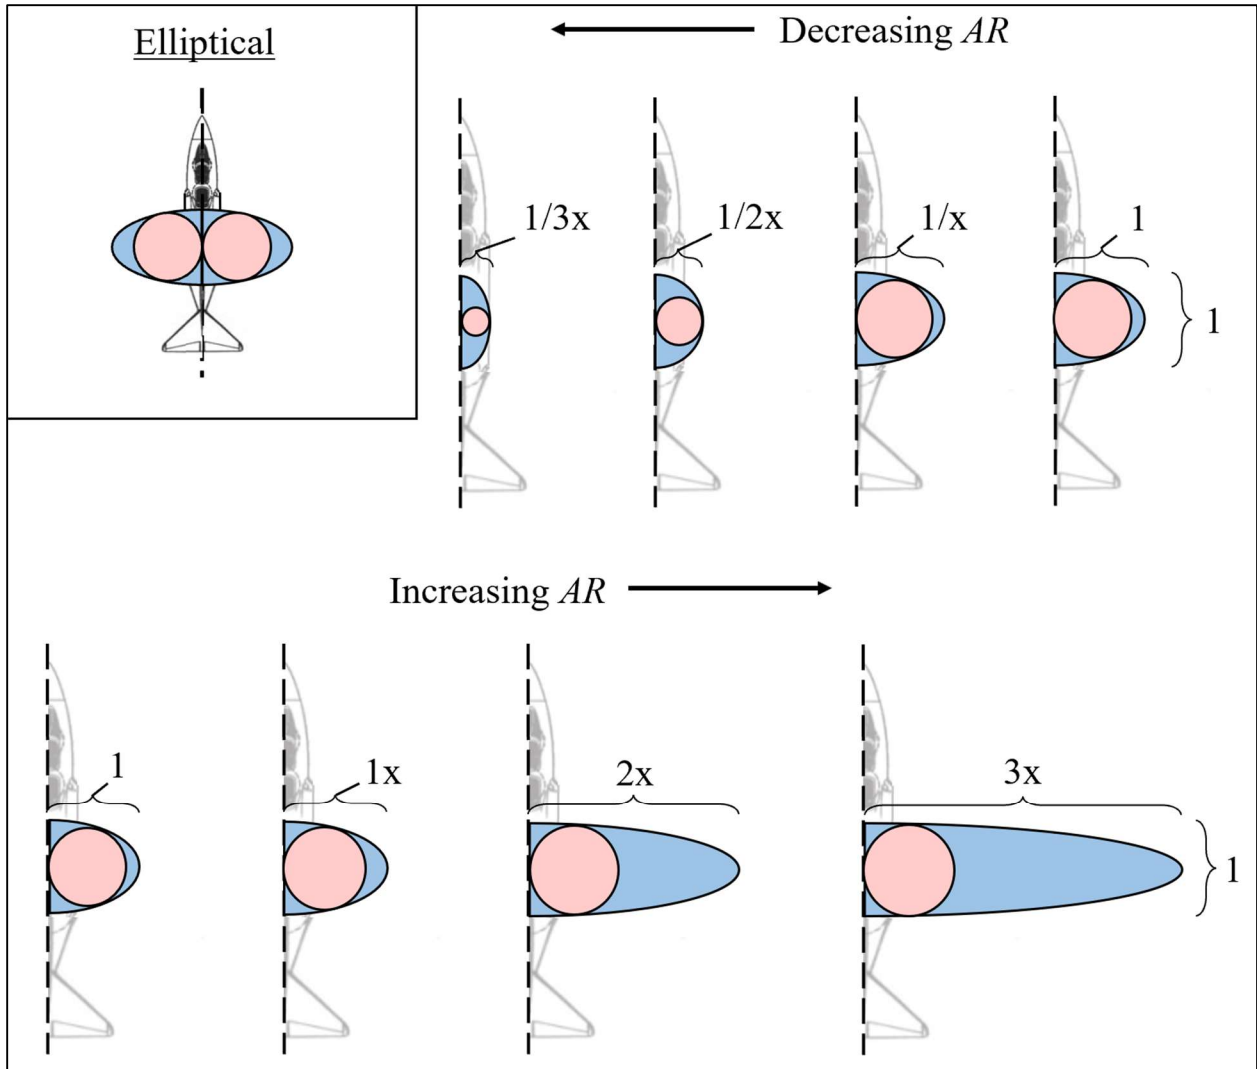 Elliptical
Decreasing AR
1/3x
1/2x
1/x
1
1
Increasing AR
1
1x
2x
3x
1